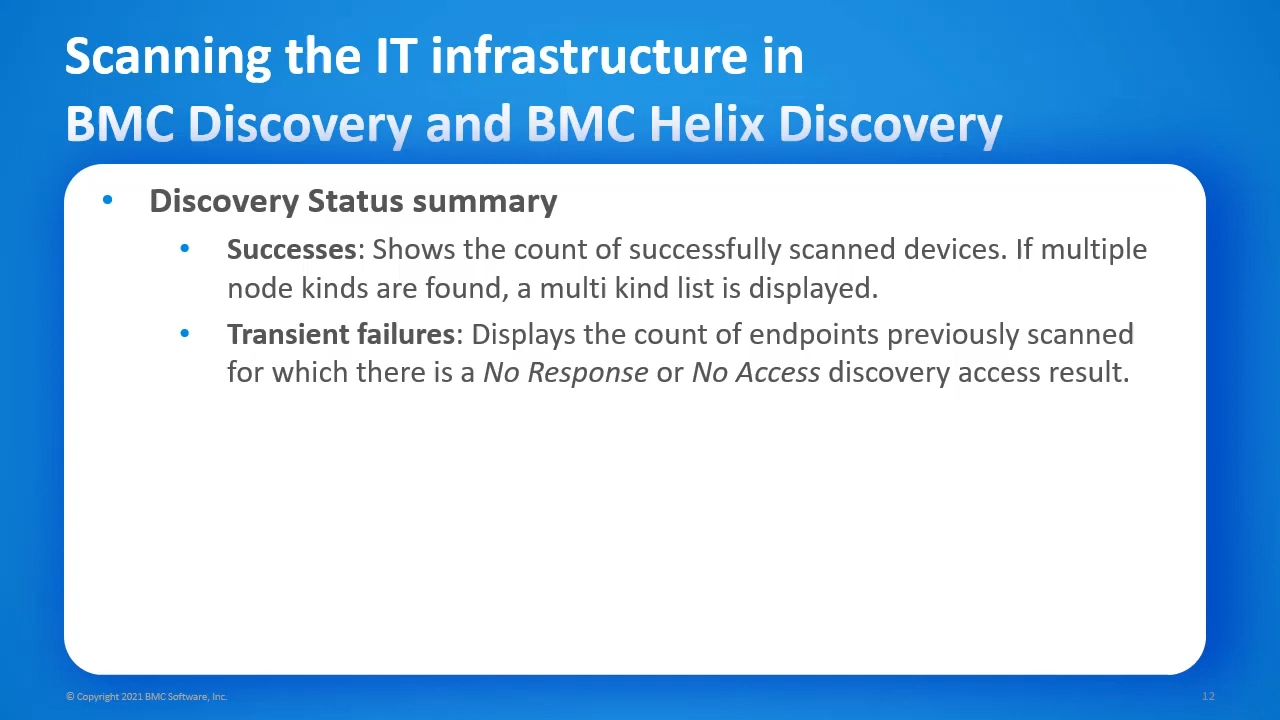 Scanning the IT infrastructure in
BMC Discovery and BMC Helix Discovery
• Discovery Status summary
• Successes: Shows the count of successfully scanned devices. If multiple
node kinds are found, a multi kind list is displayed.
• Transient failures: Displays the count of endpoints previously scanned
for which there is a No Response or No Access discovery access result.
© Copyright 2021 BMC Software, Inc.
12